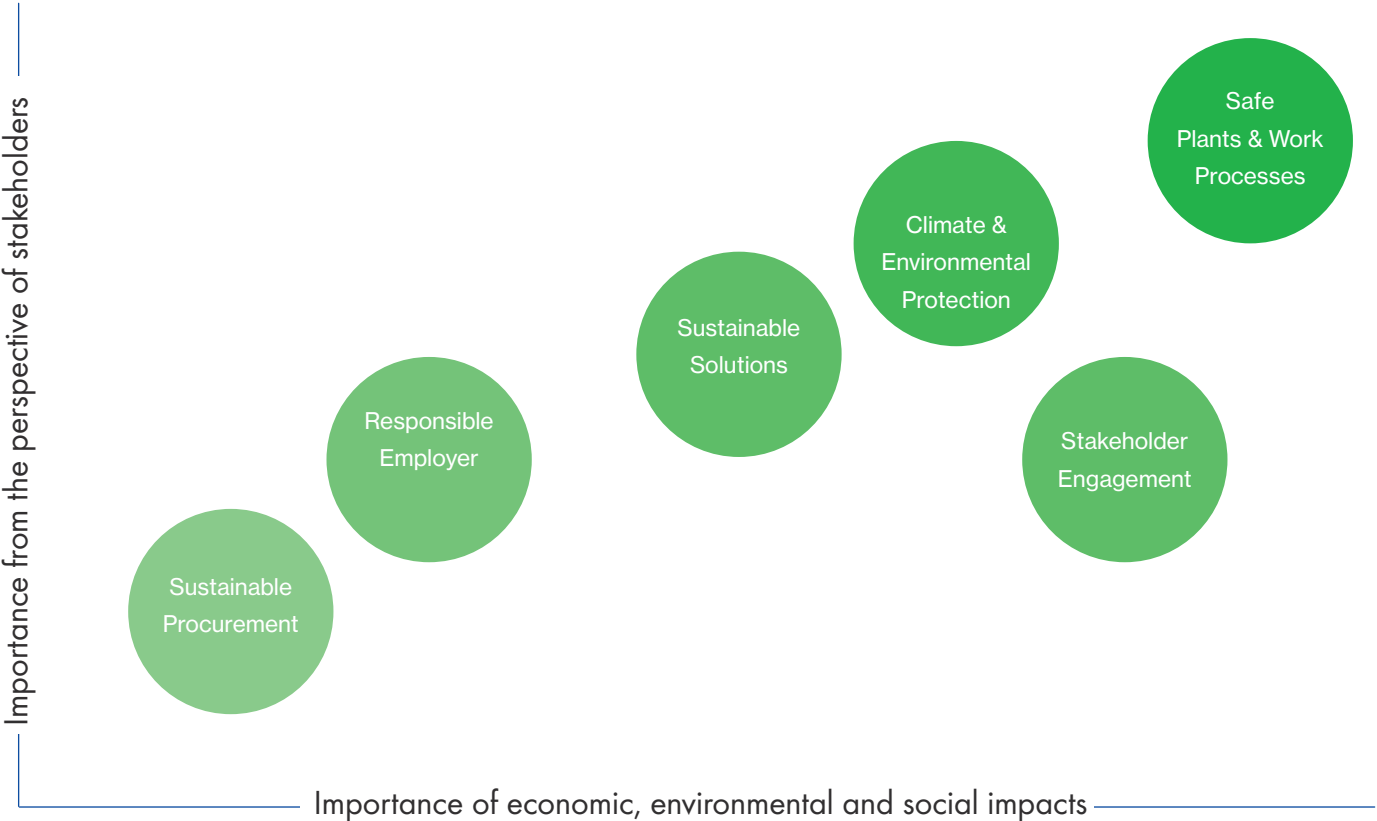 Importance from the perspective of stakeholders
Safe
Plants & Work
Processes
Climate &
Environmental
Protection
Sustainable
Solutions
Responsible
Employer
Stakeholder
Engagement
Sustainable
Procurement
Importance of economic, environmental and social impacts